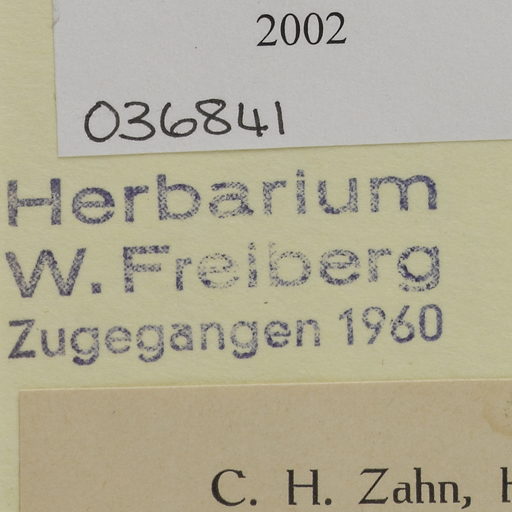 2002
036841
Herbarium
W. Freiberg
Zugegangen 1960
C. H. Zahn,